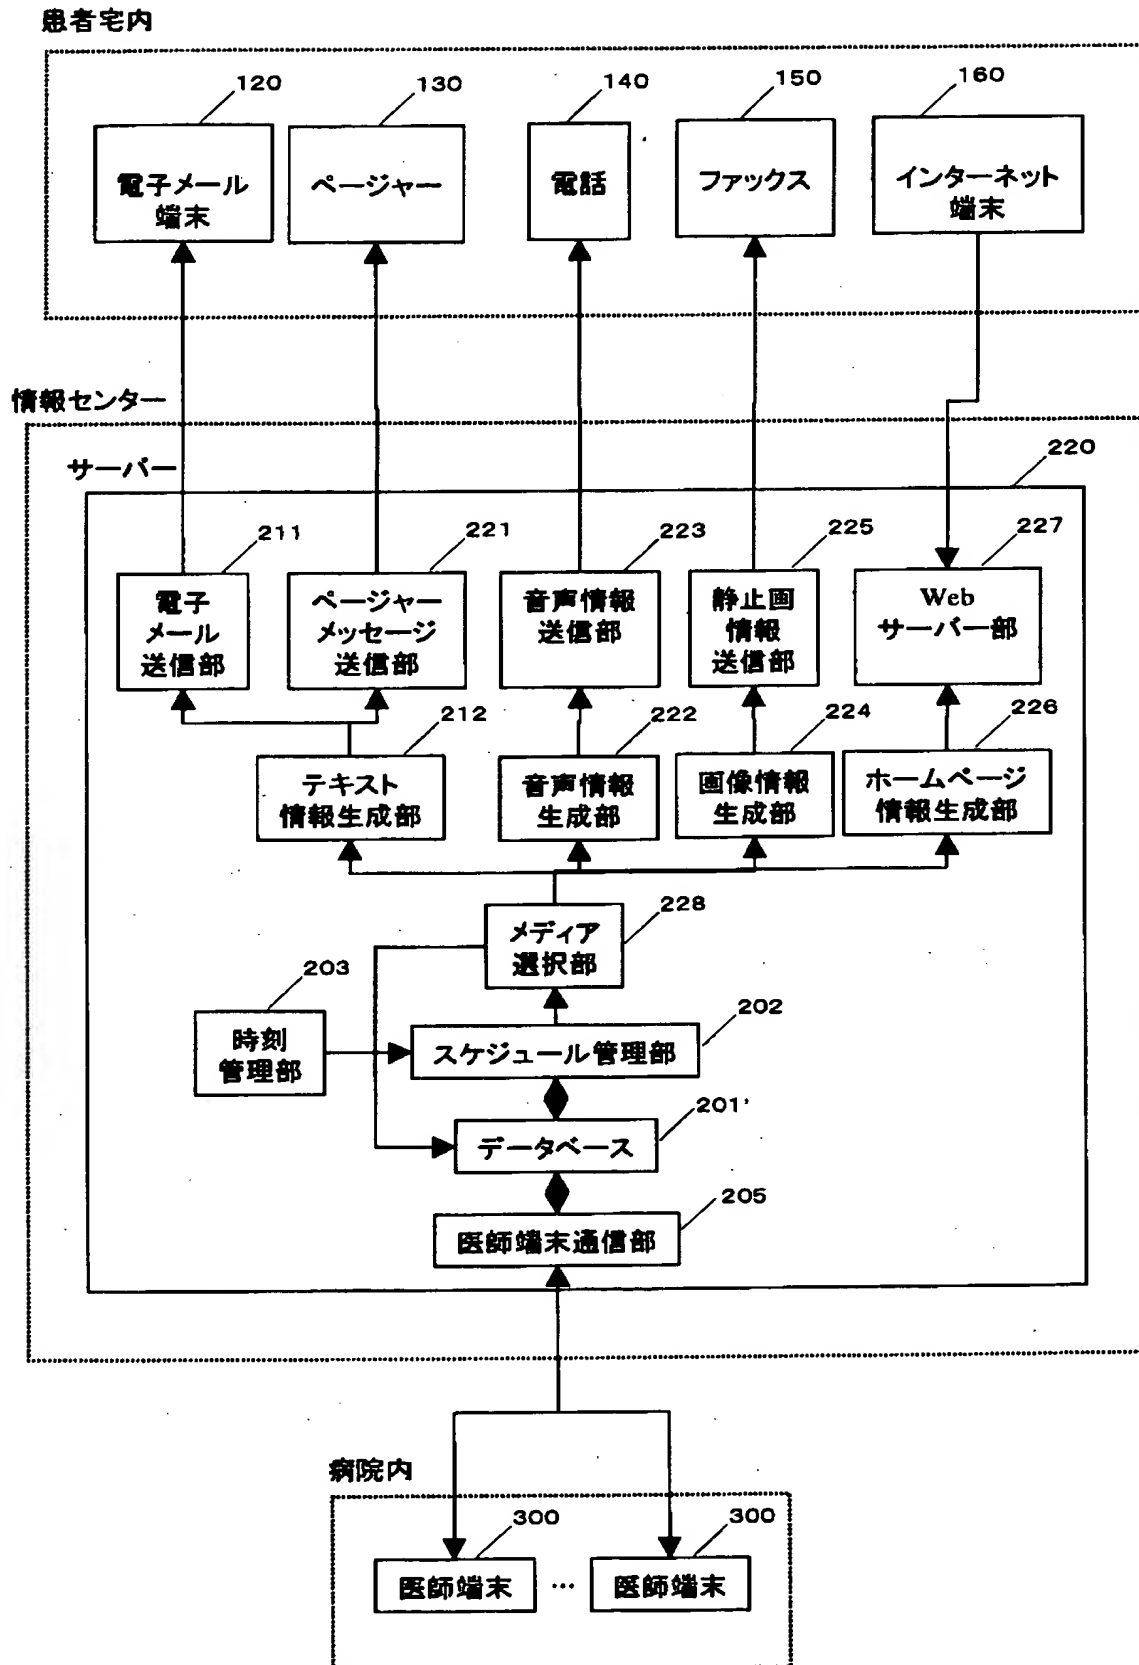 患者宅内
120
130
140
150
160
電子メール
端末
ページャー
電話
ファックス
インターネット
端末
情報センター
サーバー
220
211
221
223
225
227
電子
メール
送信部
ページャー
メッセージ
送信部
音声情報
送信部
静止画
情報
送信部
Web
サーバー部
212
222
224
226
テキスト
情報生成部
音声情報
生成部
画像情報
生成部
ホームページ
情報生成部
228
メディア
選択部
203
時刻
管理部
202
スケジュール管理部
201'
データベース
205
医師端末通信部
病院内
300
300
医師端末
...
医師端末